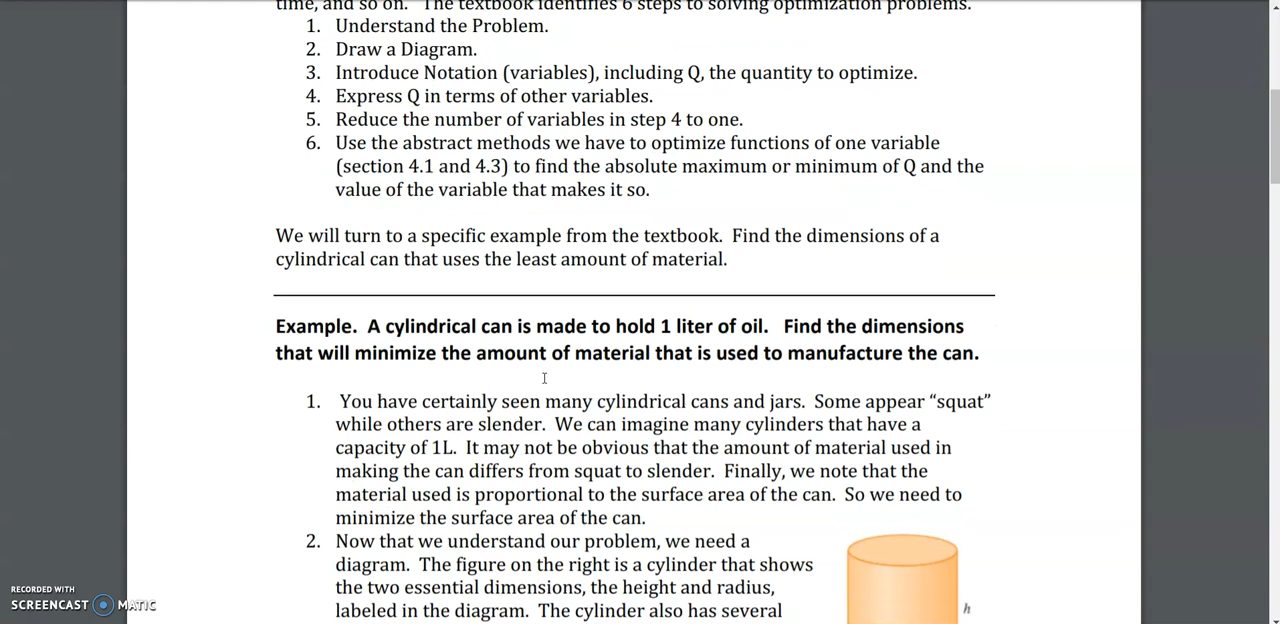 time, and so on.  The textbook identifies 6 steps to solving optimization problems.
1. Understand the Problem.
2. Draw a Diagram.
3. Introduce Notation (variables), including Q, the quantity to optimize.
4. Express Q in terms of other variables.
5. Reduce the number of variables in step 4 to one.
6. Use the abstract methods we have to optimize functions of one variable
(section 4.1 and 4.3) to find the absolute maximum or minimum of Q and the
value of the variable that makes it so.
We will turn to a specific example from the textbook.  Find the dimensions of a
cylindrical can that uses the least amount of material.
Example.  A cylindrical can is made to hold 1 liter of oil.   Find the dimensions
that will minimize the amount of material that is used to manufacture the can.
1. You have certainly seen many cylindrical cans and jars.  Some appear “squat”
while others are slender.  We can imagine many cylinders that have a
capacity of 1L.  It may not be obvious that the amount of material used in
making the can differs from squat to slender.  Finally, we note that the
material used is proportional to the surface area of the can.  So we need to
minimize the surface area of the can.
2. Now that we understand our problem, we need a
diagram.  The figure on the right is a cylinder that shows
the two essential dimensions, the height and radius,
labeled in the diagram.  The cylinder also has several
h
RECORDED WITH
SCREENCAST MATIC